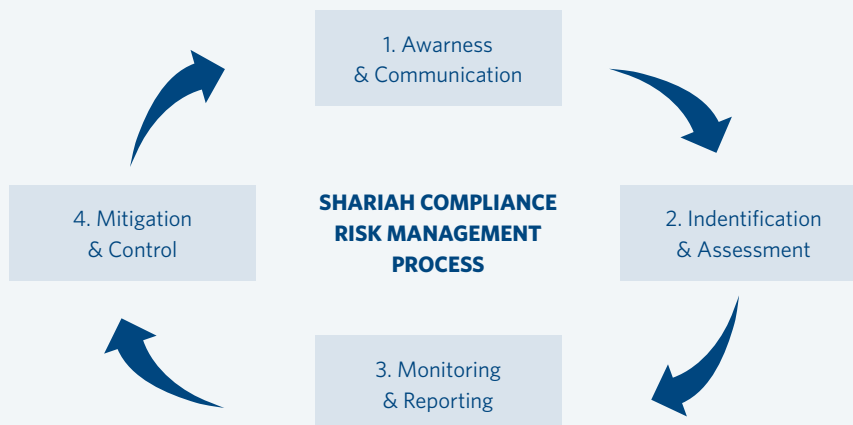 1. Awarness
& Communication
SHARIAH COMPLIANCE
RISK MANAGEMENT
PROCESS
4. Mitigation
& Control
2. Indentification
& Assessment
3. Monitoring
& Reporting